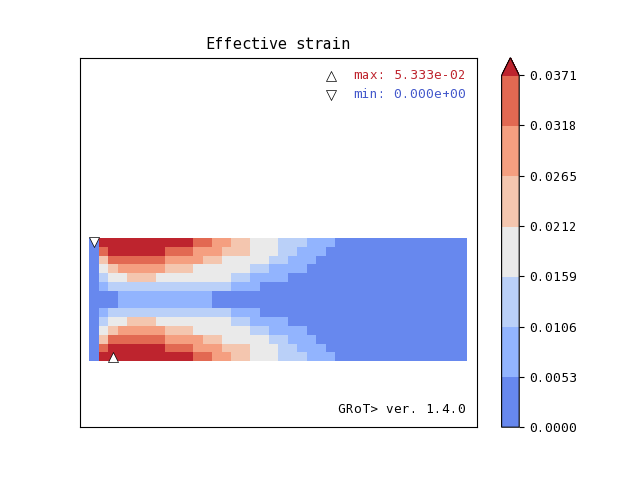 Effective strain
△ max: 5.333e-02
▽ min: 0.000e+00
GRoT> ver. 1.4.0
0.0371
0.0318
0.0265
0.0212
0.0159
0.0106
0.0053
0.0000